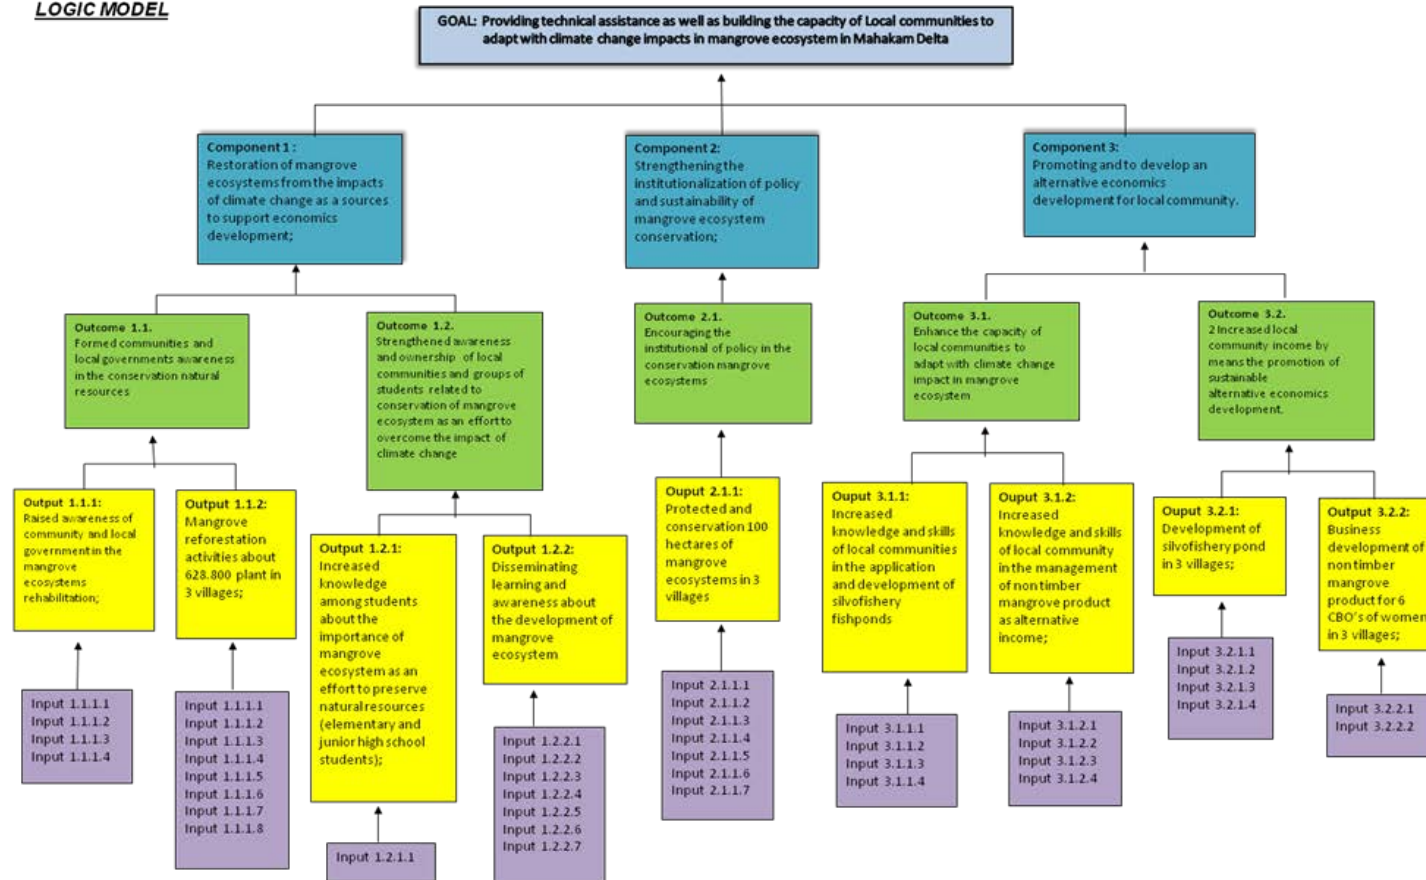 LOGIC MODEL
GOAL: Providing technical assistance as well as building the capacity of Local communities to
adapt with climate change impacts in mangrove ecosystem in Mahakam Delta
Component 1 :
Restoration of mangrove
ecosystems from the impacts
of climate change as a sources
to support economics
development;
Component 2:
Strengthening the
institutionalization of policy
and sustainability of
mangrove ecosystem
conservation;
Component 3:
Promoting and to develop an
alternative economics
development for local community.
Outcome 1.1.
Formed communities and
local governments awareness
in the conservation natural
resources
Outcome 1.2.
Strengthened awareness
and ownership of local
communities and groups of
students related to
conservation of mangrove
ecosystem as an effort to
overcome the impact of
climate change
Outcome 2.1.
Encouraging the
institutional of policy in the
conservation mangrove
ecosystems
Outcome 3.1.
Enhance the capacity of
local communities to
adapt with climate change
impact in mangrove
ecosystem
Outcome 3.2.
2 Increased local
community income by
means the promotion of
sustainable
alternative economics
development.
Output 1.1.1:
Raised awareness of
community and local
government in the
mangrove
ecosystems
rehabilitation;
Output 1.1.2:
Mangrove
reforestation
activities about
628.800 plant in
3 villages;
Output 1.2.1:
Increased
knowledge
among students
about the
importance of
mangrove
ecosystem as an
effort to preserve
natural resources
(elementary and
junior high school
students);
Output 1.2.2:
Disseminating
learning and
awareness about
the development of
mangrove
ecosystem
Ouput 2.1.1:
Protected and
conservation 100
hectares of
mangrove
ecosystems in 3
villages
Ouput 3.1.1:
Increased
knowledge and skills
of local communities
in the application
and development of
silvofishery
fishponds
Ouput 3.1.2:
Increased
knowledge and skills
of local community
in the management
of non timber
mangrove product
as alternative
income;
Ouput 3.2.1:
Development of
silvofishery pond
in 3 villages;
Ouput 3.2.2:
Business
development of
non timber
mangrove
product for 6
CBO's of women
in 3 villages;
Input 1.1.1.1
Input 1.1.1.2
Input 1.1.1.3
Input 1.1.1.4
Input 1.1.1.1
Input 1.1.1.2
Input 1.1.1.3
Input 1.1.1.4
Input 1.1.1.5
Input 1.1.1.6
Input 1.1.1.7
Input 1.1.1.8
Input 1.2.1.1
Input 1.2.2.1
Input 1.2.2.2
Input 1.2.2.3
Input 1.2.2.4
Input 1.2.2.5
Input 1.2.2.6
Input 1.2.2.7
Input 2.1.1.1
Input 2.1.1.2
Input 2.1.1.3
Input 2.1.1.4
Input 2.1.1.5
Input 2.1.1.6
Input 2.1.1.7
Input 3.1.1.1
Input 3.1.1.2
Input 3.1.1.3
Input 3.1.1.4
Input 3.1.2.1
Input 3.1.2.2
Input 3.1.2.3
Input 3.1.2.4
Input 3.2.1.1
Input 3.2.1.2
Input 3.2.1.3
Input 3.2.1.4
Input 3.2.2.1
Input 3.2.2.2